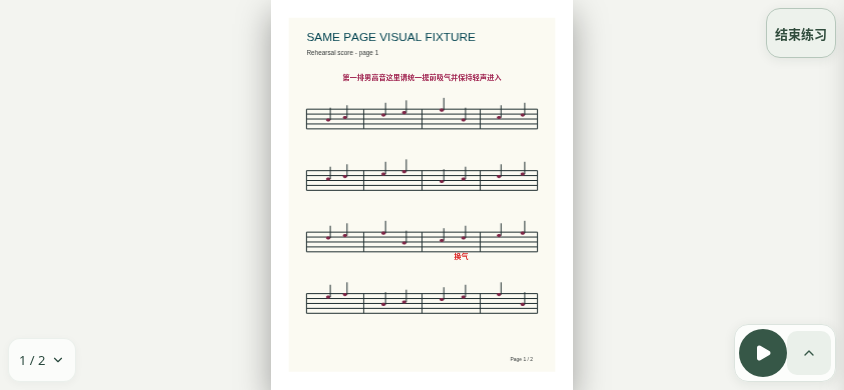 SAME PAGE VISUAL FIXTURE
结束练习
Rehearsal score - page 1
第一排男高音这里请统一提前吸气并保持轻声进入
换气
1 / 2
Page 1 / 2